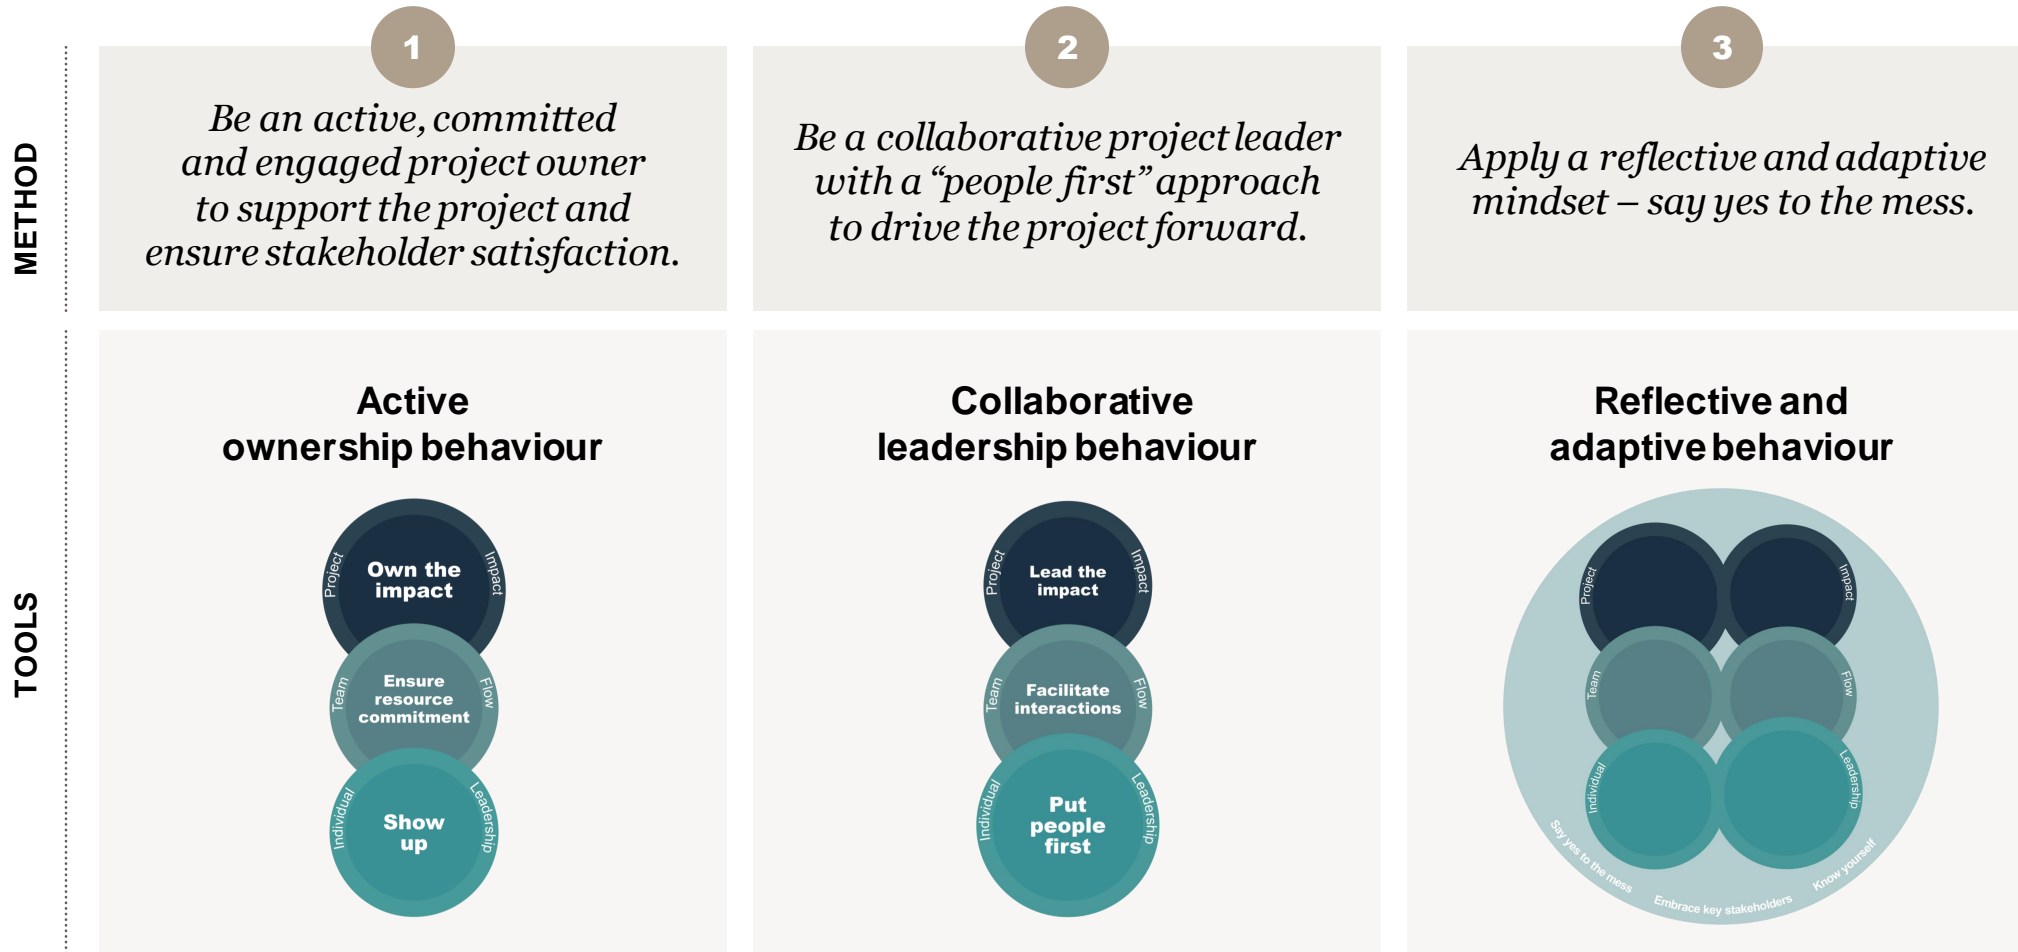 METHOD
1
Be an active, committed
and engaged project owner
to support the project and
ensure stakeholder satisfaction.
2
Be a collaborative project leader
with a “people first” approach
to drive the project forward.
3
Apply a reflective and adaptive
mindset – say yes to the mess.
TOOLS
Active
ownership behaviour
Project
Own the
impact
Impact
Team
Ensure
resource
commitment
Flow
Individual
Show
up
Leadership
Collaborative
leadership behaviour
Project
Lead the
impact
Impact
Team
Facilitate
interactions
Flow
Individual
Put
people
first
Leadership
Reflective and
adaptive behaviour
Project
Impact
Team
Flow
Individual
Leadership
Say yes to the mess
Embrace key stakeholders
Know yourself